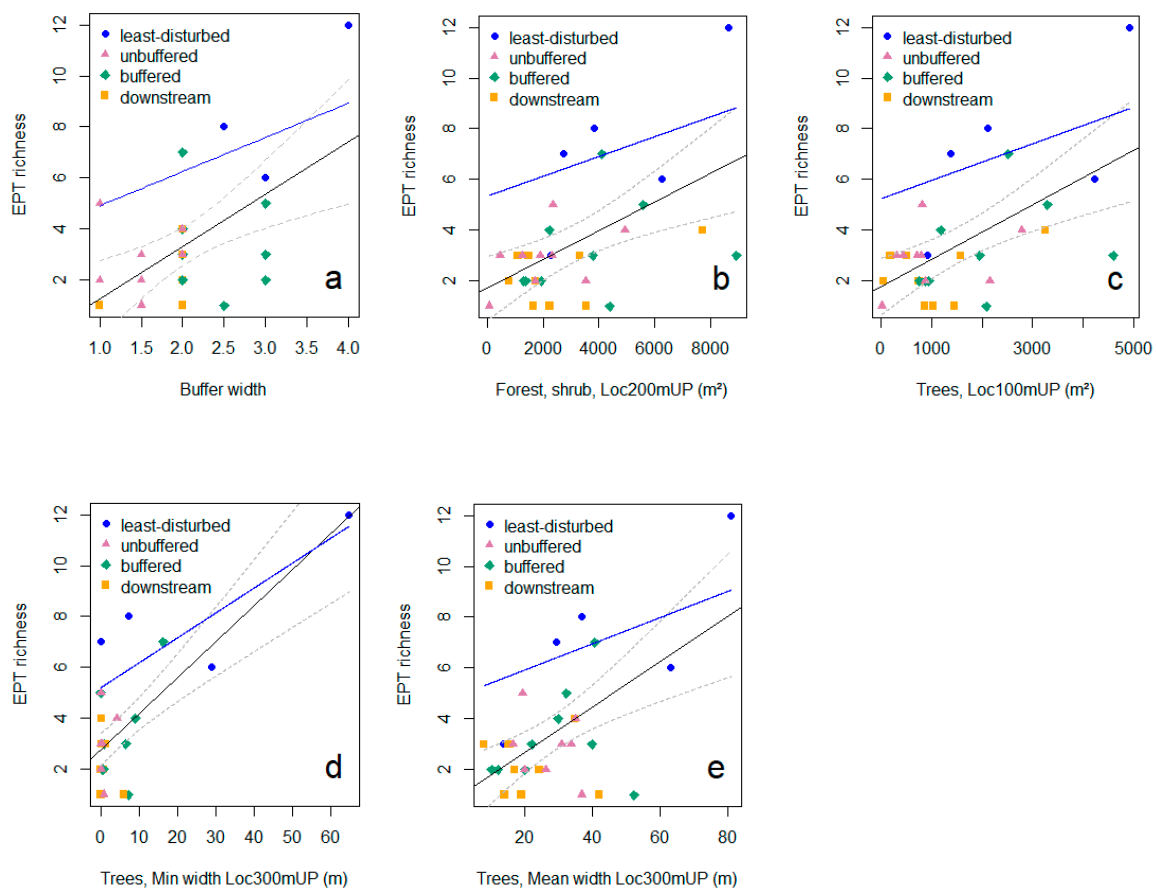 12
10
8
6
4
2
EPT richness
least-disturbed
unbuffered
buffered
downstream
a
1.0 1.5 2.0 2.5 3.0 3.5 4.0
Buffer width
12
10
8
6
4
2
EPT richness
least-disturbed
unbuffered
buffered
downstream
b
0 2000 4000 6000 8000
Forest, shrub, Loc200mUP (m²)
12
10
8
6
4
2
EPT richness
least-disturbed
unbuffered
buffered
downstream
c
0 1000 3000 5000
Trees, Loc100mUP (m²)
12
10
8
6
4
2
EPT richness
least-disturbed
unbuffered
buffered
downstream
d
0 10 20 30 40 50 60
Trees, Min width Loc300mUP (m)
12
10
8
6
4
2
EPT richness
least-disturbed
unbuffered
buffered
downstream
e
20 40 60 80
Trees, Mean width Loc300mUP (m)